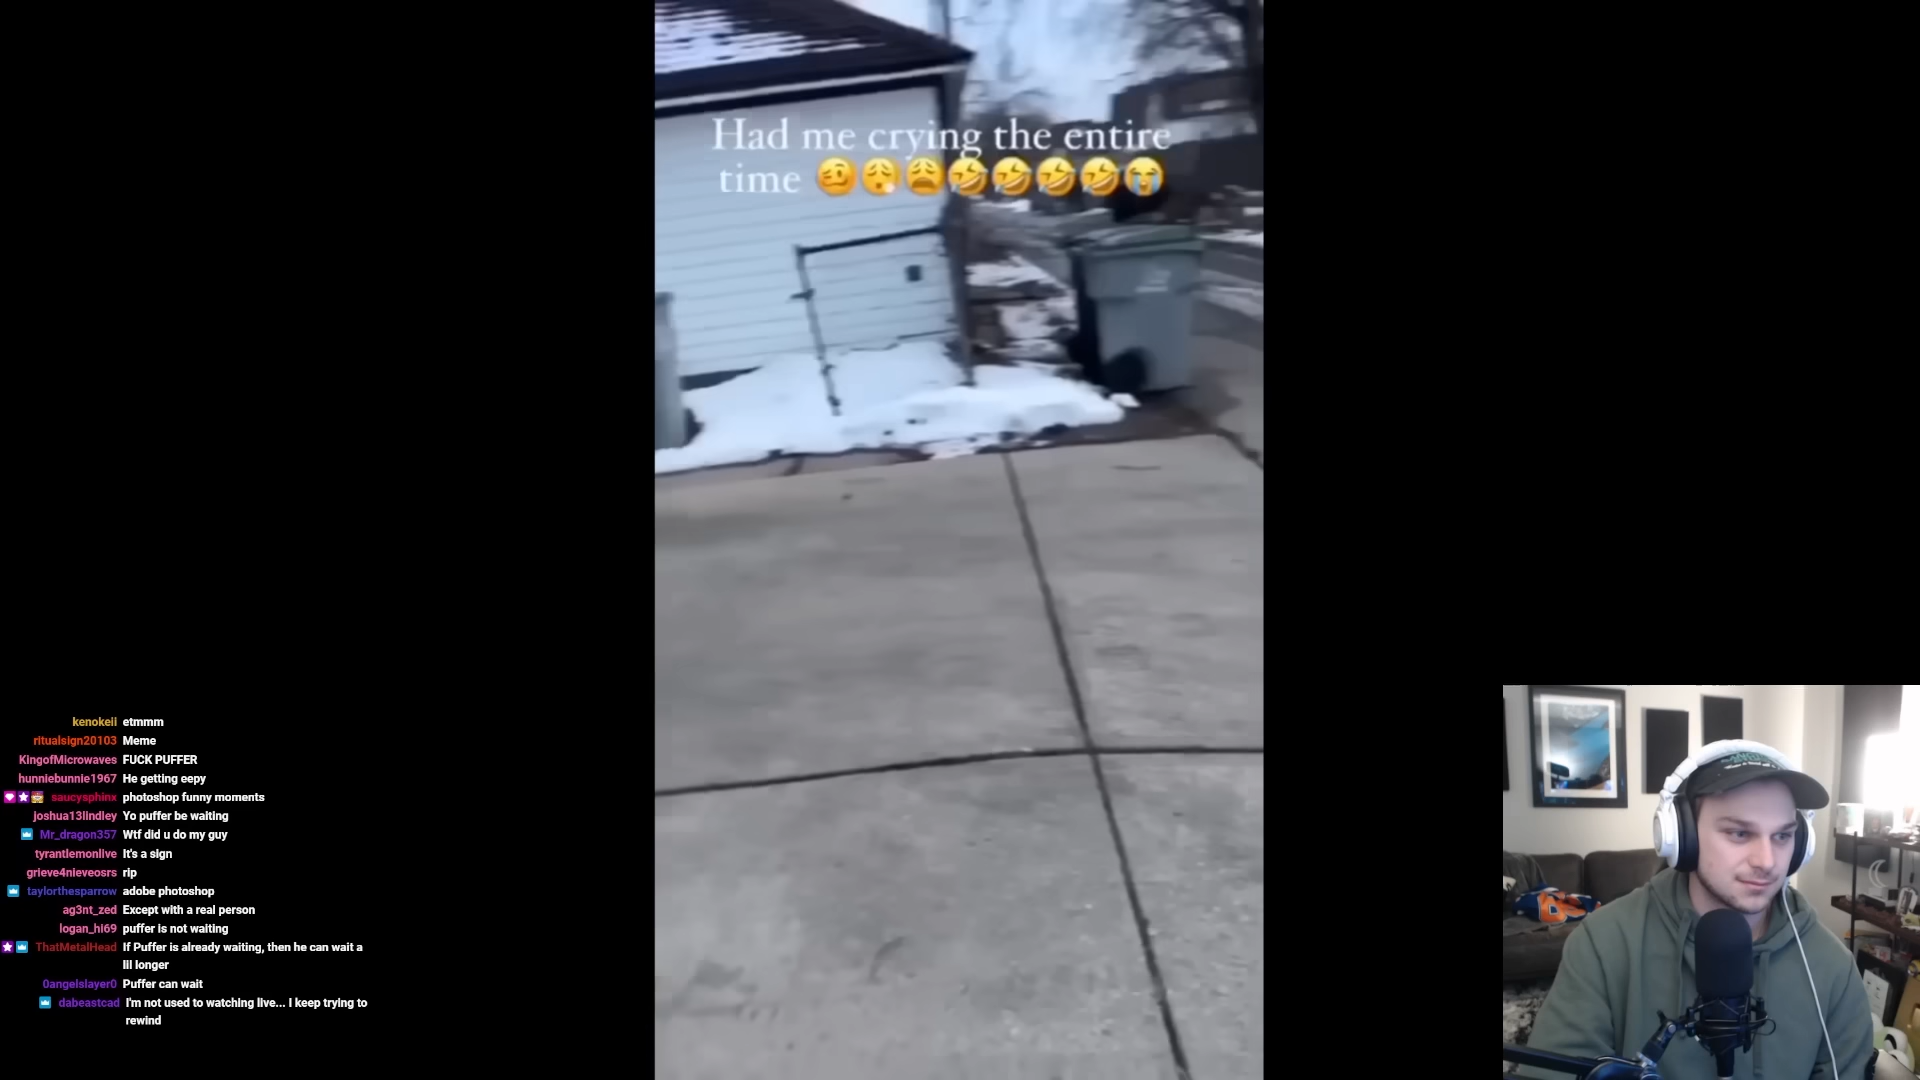 Had me crying the entire
time 🥴😮‍💨😩🤣🤣🤣🤣😭
kenokeii etmmm
ritualsign20103 Meme
KingofMicrowaves FUCK PUFFER
hunniebunnie1967 He getting eepy
saucysphinx photoshop funny moments
joshua13lindley Yo puffer be waiting
Mr_dragon357 Wtf did u do my guy
tyrantlemonlive It's a sign
grieve4nieveosrs rip
taylorthesparrow adobe photoshop
ag3nt_zed Except with a real person
logan_hi69 puffer is not waiting
ThatMetalHead If Puffer is already waiting, then he can wait a
lil longer
0angelslayer0 Puffer can wait
dabeastcad I'm not used to watching live... I keep trying to
rewind